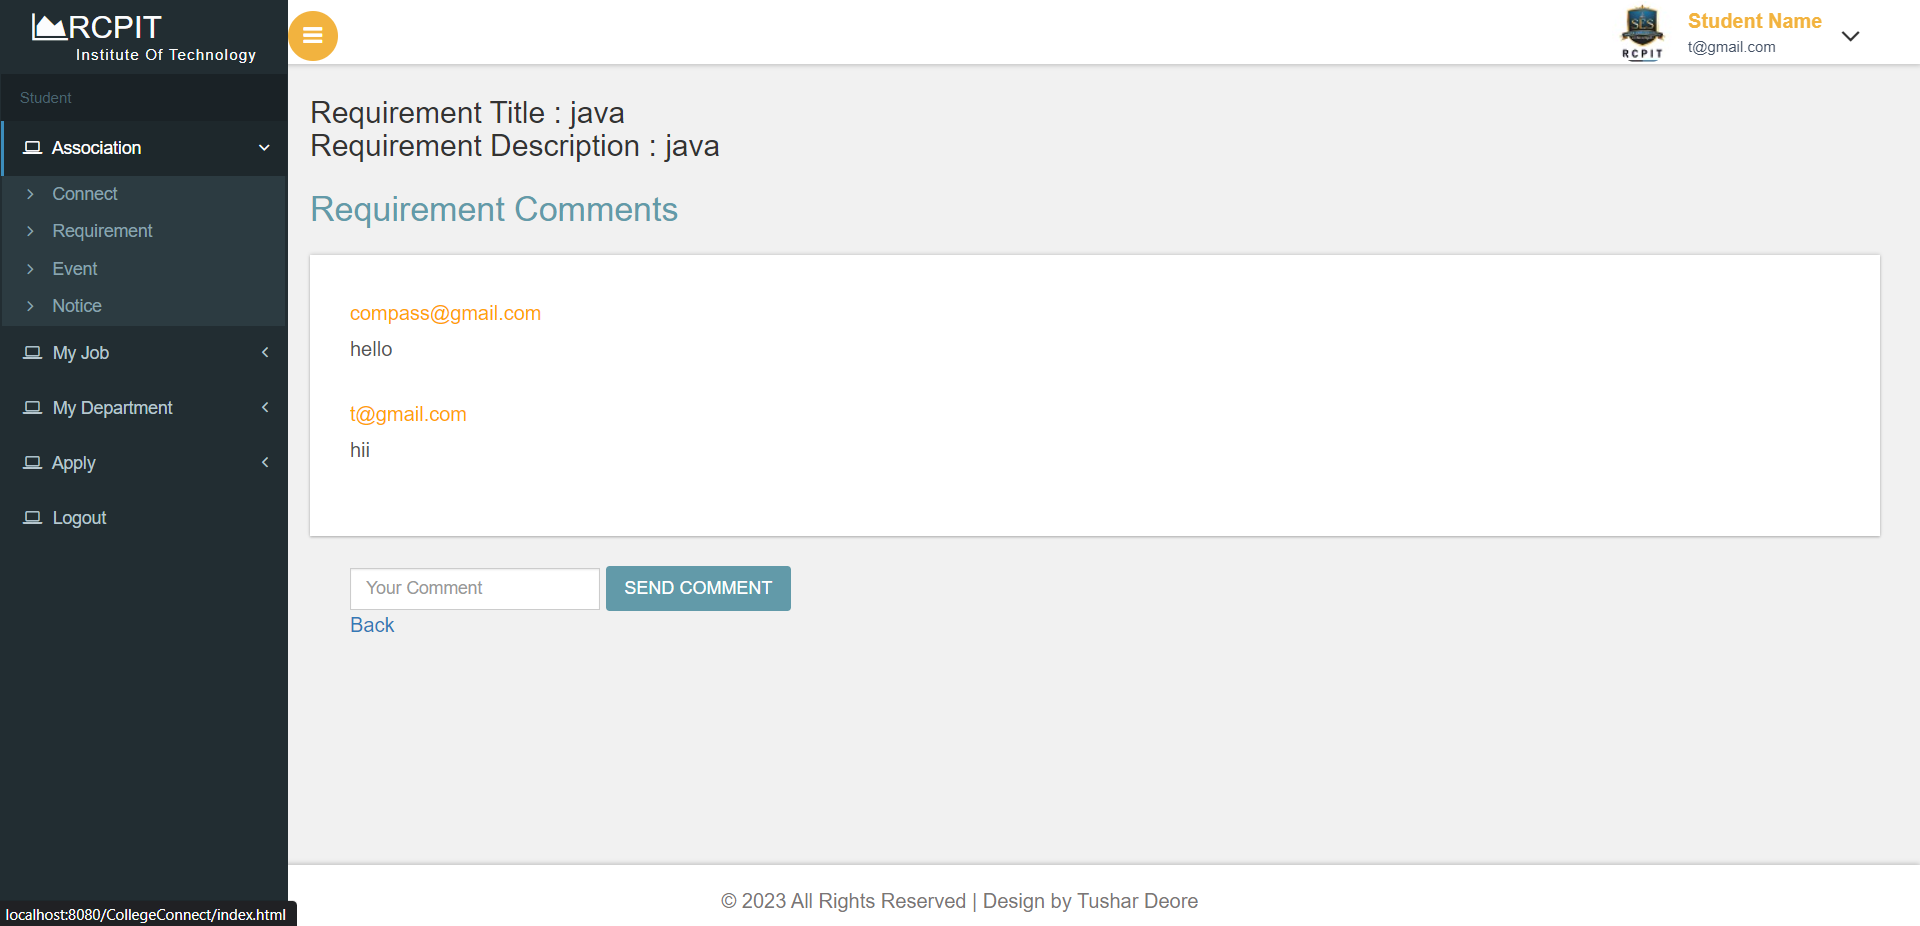 RCPIT
Institute Of Technology
Student
Association
Connect
Requirement
Event
Notice
My Job
My Department
Apply
Logout
localhost:8080/CollegeConnect/index.html
SES
RCPIT
Student Name
t@gmail.com
Requirement Title : java
Requirement Description : java
Requirement Comments
compass@gmail.com
hello
t@gmail.com
hii
Your Comment
SEND COMMENT
Back
© 2023 All Rights Reserved | Design by Tushar Deore